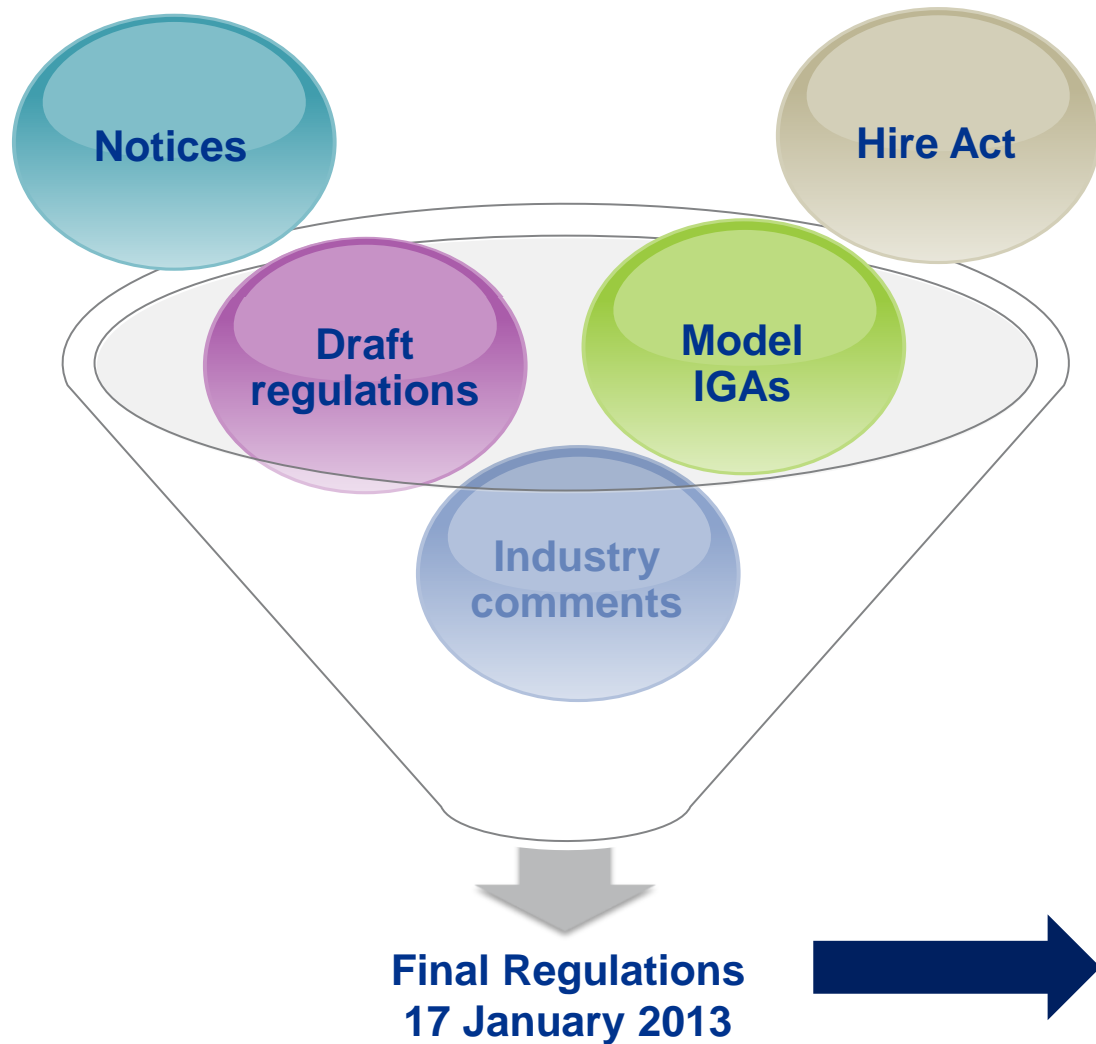 Notices
Hire Act
Draft
regulations
Model
IGAs
Industry
comments
Final Regulations
17 January 2013